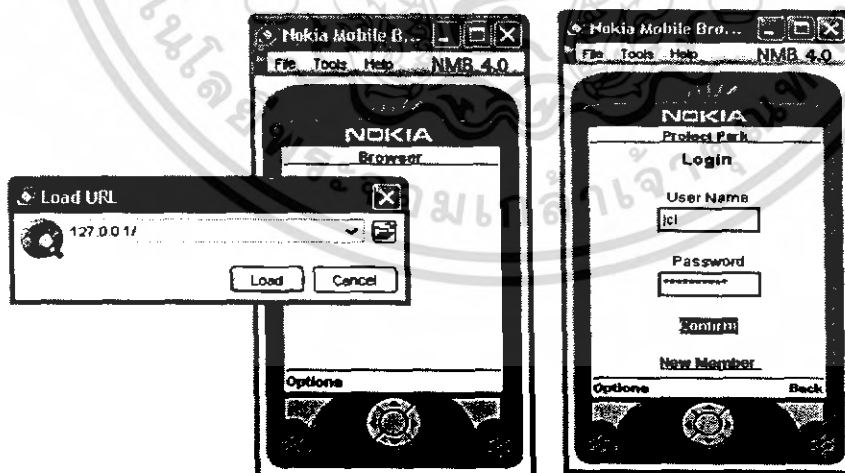 Nokia Mobile B...
File Tools Help NMB 4.0
NOKIA
Browser
Load URL
127.0.0.1/
Load Cancel
Options
Nokia Mobile Bro...
File Tools Help NMB 4.0
NOKIA
Project Park
Login
User Name
jcl
Password
**********
Confirm
New Member
Options Back